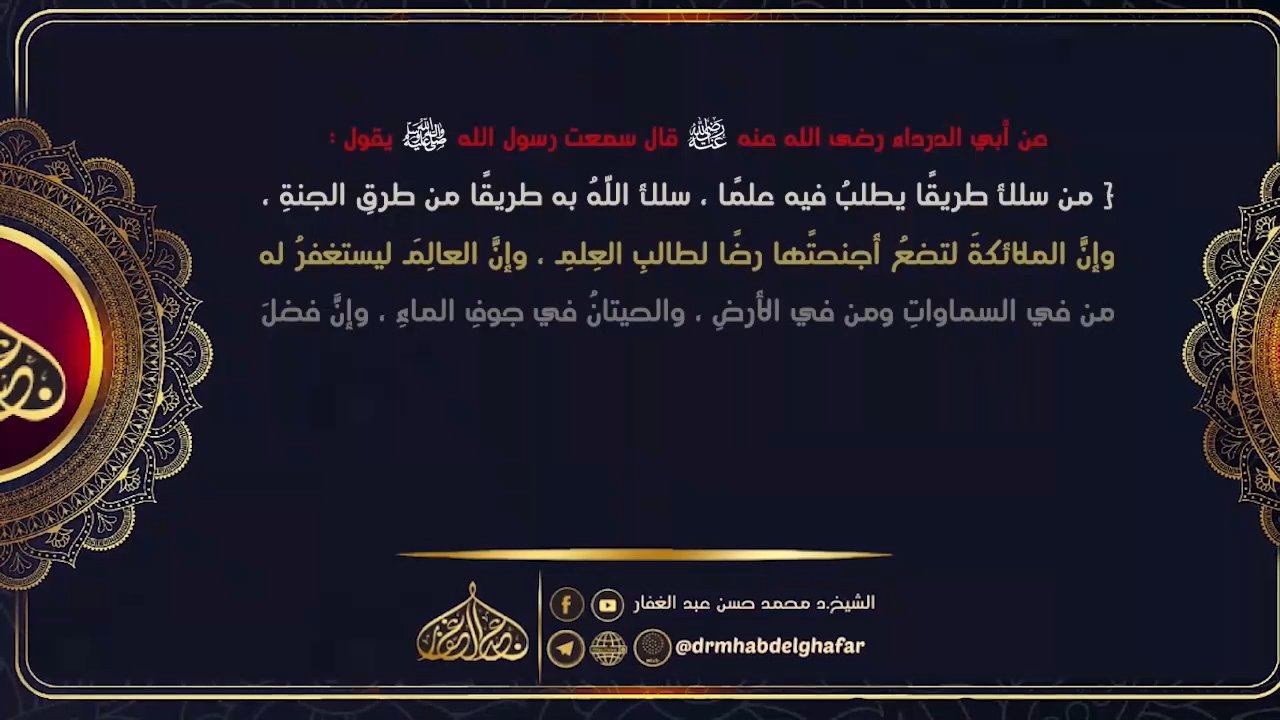 عن أبي الدرداء رضى الله عنه رضي الله عنه قال سمعت رسول الله ﷺ يقول :
{ من سلك طريقًا يطلبُ فيه علمًا ، سلك اللّهُ به طريقًا من طرقِ الجنةِ ،
وإنَّ الملائكةَ لتضعُ أجنحتَها رضًا لطالبِ العِلمِ ، وإنَّ العالِمَ ليستغفرُ له
من في السماواتِ ومن في الأرضِ ، والحيتانُ في جوفِ الماءِ ، وإنَّ فضلَ
الشيخ.د محمد حسن عبد الغفار
@drmhabdelghafar